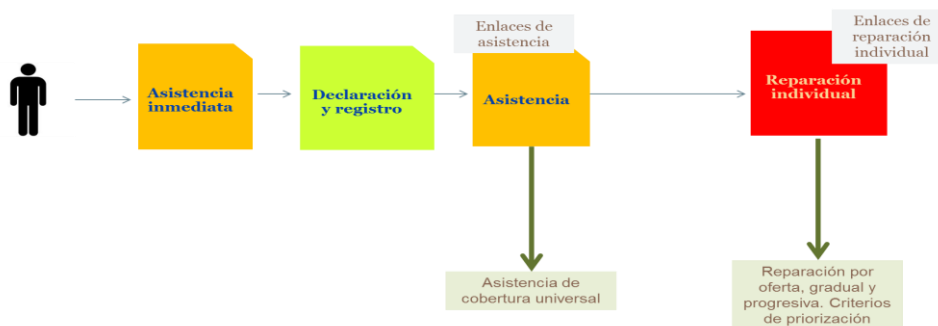 Asistencia
inmediata
Declaración
y registro
Enlaces de
asistencia
Asistencia
Enlaces de
reparación
individual
Reparación
individual
Asistencia de
cobertura universal
Reparación por
oferta, gradual y
progresiva. Criterios
de priorización